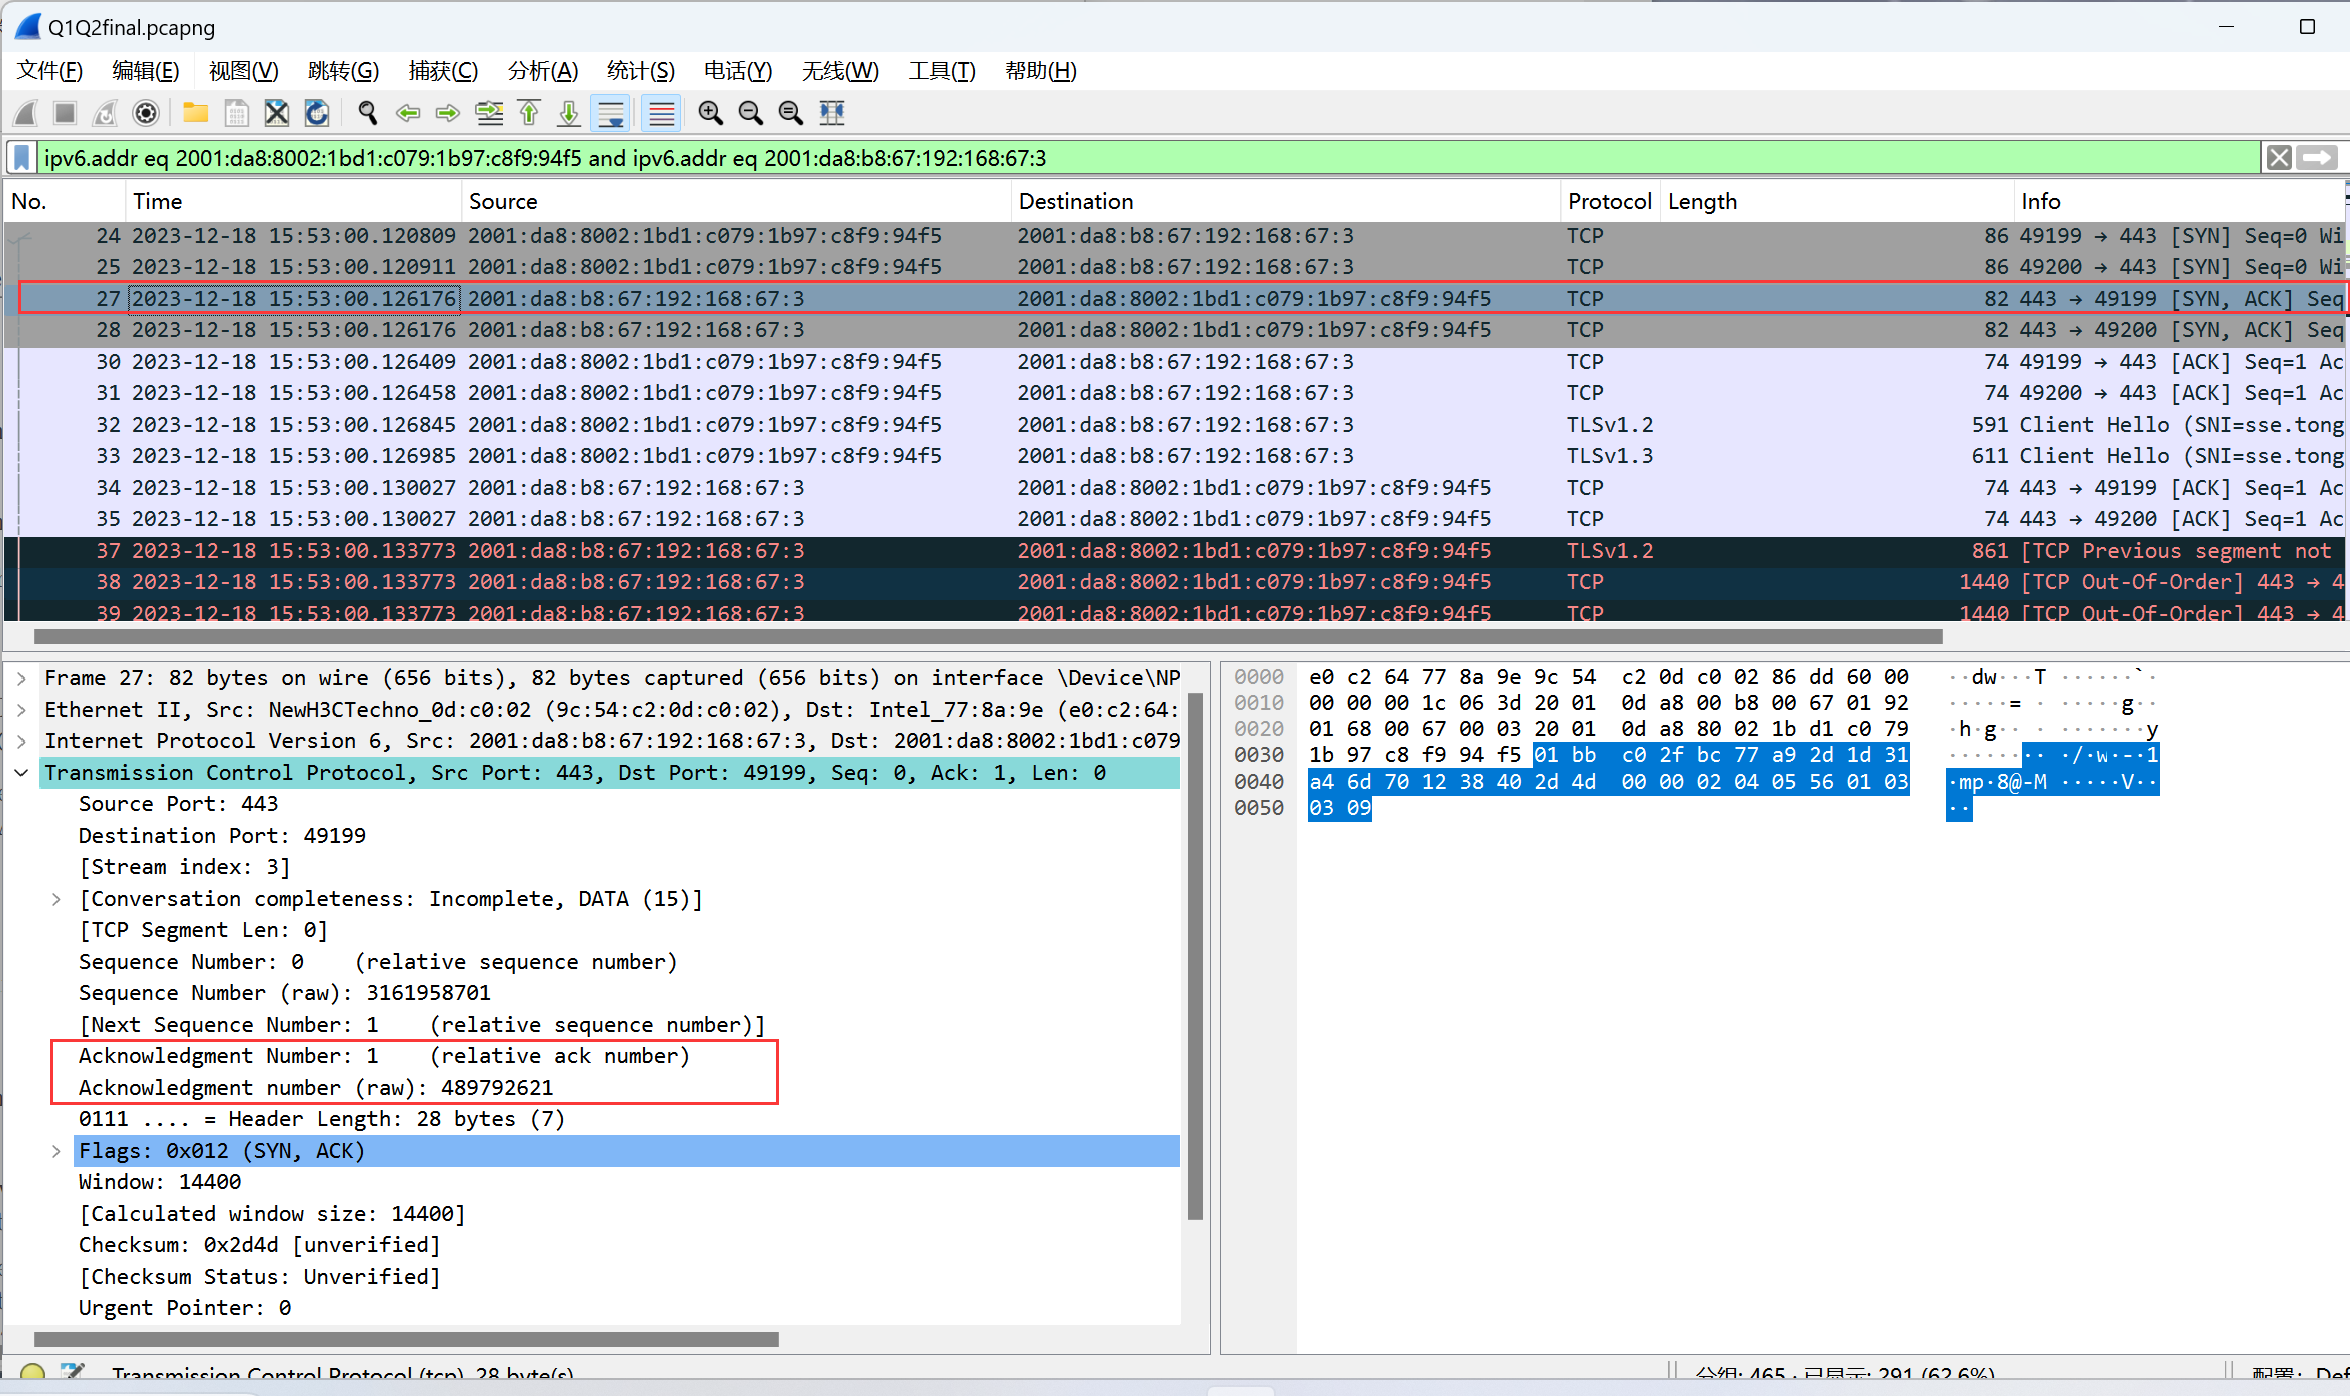 Q1Q2final.pcapng
文件(F) 编辑(E) 视图(V) 跳转(G) 捕获(C) 分析(A) 统计(S) 电话(Y) 无线(W) 工具(T) 帮助(H)
ipv6.addr eq 2001:da8:8002:1bd1:c079:1b97:c8f9:94f5 and ipv6.addr eq 2001:da8:b8:67:192:168:67:3
No. Time Source Destination Protocol Length Info
24 2023-12-18 15:53:00.120809 2001:da8:8002:1bd1:c079:1b97:c8f9:94f5 2001:da8:b8:67:192:168:67:3 TCP 86 49199 → 443 [SYN] Seq=0 Wi
25 2023-12-18 15:53:00.120911 2001:da8:8002:1bd1:c079:1b97:c8f9:94f5 2001:da8:b8:67:192:168:67:3 TCP 86 49200 → 443 [SYN] Seq=0 Wi
27 2023-12-18 15:53:00.126176 2001:da8:b8:67:192:168:67:3 2001:da8:8002:1bd1:c079:1b97:c8f9:94f5 TCP 82 443 → 49199 [SYN, ACK] Seq
28 2023-12-18 15:53:00.126176 2001:da8:b8:67:192:168:67:3 2001:da8:8002:1bd1:c079:1b97:c8f9:94f5 TCP 82 443 → 49200 [SYN, ACK] Seq
30 2023-12-18 15:53:00.126409 2001:da8:8002:1bd1:c079:1b97:c8f9:94f5 2001:da8:b8:67:192:168:67:3 TCP 74 49199 → 443 [ACK] Seq=1 Ac
31 2023-12-18 15:53:00.126458 2001:da8:8002:1bd1:c079:1b97:c8f9:94f5 2001:da8:b8:67:192:168:67:3 TCP 74 49200 → 443 [ACK] Seq=1 Ac
32 2023-12-18 15:53:00.126845 2001:da8:8002:1bd1:c079:1b97:c8f9:94f5 2001:da8:b8:67:192:168:67:3 TLSv1.2 591 Client Hello (SNI=sse.tong
33 2023-12-18 15:53:00.126985 2001:da8:8002:1bd1:c079:1b97:c8f9:94f5 2001:da8:b8:67:192:168:67:3 TLSv1.3 611 Client Hello (SNI=sse.tong
34 2023-12-18 15:53:00.130027 2001:da8:b8:67:192:168:67:3 2001:da8:8002:1bd1:c079:1b97:c8f9:94f5 TCP 74 443 → 49199 [ACK] Seq=1 Ac
35 2023-12-18 15:53:00.130027 2001:da8:b8:67:192:168:67:3 2001:da8:8002:1bd1:c079:1b97:c8f9:94f5 TCP 74 443 → 49200 [ACK] Seq=1 Ac
37 2023-12-18 15:53:00.133773 2001:da8:b8:67:192:168:67:3 2001:da8:8002:1bd1:c079:1b97:c8f9:94f5 TLSv1.2 861 [TCP Previous segment not
38 2023-12-18 15:53:00.133773 2001:da8:b8:67:192:168:67:3 2001:da8:8002:1bd1:c079:1b97:c8f9:94f5 TCP 1440 [TCP Out-Of-Order] 443 → 4
39 2023-12-18 15:53:00.133773 2001:da8:b8:67:192:168:67:3 2001:da8:8002:1bd1:c079:1b97:c8f9:94f5 TCP 1440 [TCP Out-Of-Order] 443 → 4
Frame 27: 82 bytes on wire (656 bits), 82 bytes captured (656 bits) on interface \Device\NP
Ethernet II, Src: NewH3CTechno_0d:c0:02 (9c:54:c2:0d:c0:02), Dst: Intel_77:8a:9e (e0:c2:64:
Internet Protocol Version 6, Src: 2001:da8:b8:67:192:168:67:3, Dst: 2001:da8:8002:1bd1:c079
Transmission Control Protocol, Src Port: 443, Dst Port: 49199, Seq: 0, Ack: 1, Len: 0
Source Port: 443
Destination Port: 49199
[Stream index: 3]
[Conversation completeness: Incomplete, DATA (15)]
[TCP Segment Len: 0]
Sequence Number: 0 (relative sequence number)
Sequence Number (raw): 3161958701
[Next Sequence Number: 1 (relative sequence number)]
Acknowledgment Number: 1 (relative ack number)
Acknowledgment number (raw): 489792621
0111 .... = Header Length: 28 bytes (7)
Flags: 0x012 (SYN, ACK)
Window: 14400
[Calculated window size: 14400]
Checksum: 0x2d4d [unverified]
[Checksum Status: Unverified]
Urgent Pointer: 0
0000 e0 c2 64 77 8a 9e 9c 54 c2 0d c0 02 86 dd 60 00 ··dw···T ······`·
0010 00 00 00 1c 06 3d 20 01 0d a8 00 b8 00 67 01 92 ·····= · ·····g··
0020 01 68 00 67 00 03 20 01 0d a8 80 02 1b d1 c0 79 ·h·g·· · ·······y
0030 1b 97 c8 f9 94 f5 01 bb c0 2f bc 77 a9 2d 1d 31 ········ ·/·w·-·1
0040 a4 6d 70 12 38 40 2d 4d 00 00 02 04 05 56 01 03 ·mp·8@-M ·····V··
0050 03 09 ··
Transmission Control Protocol (tcp), 28 byte(s)
分组: 465 · 已显示: 291 (62.6%)
配置: Def